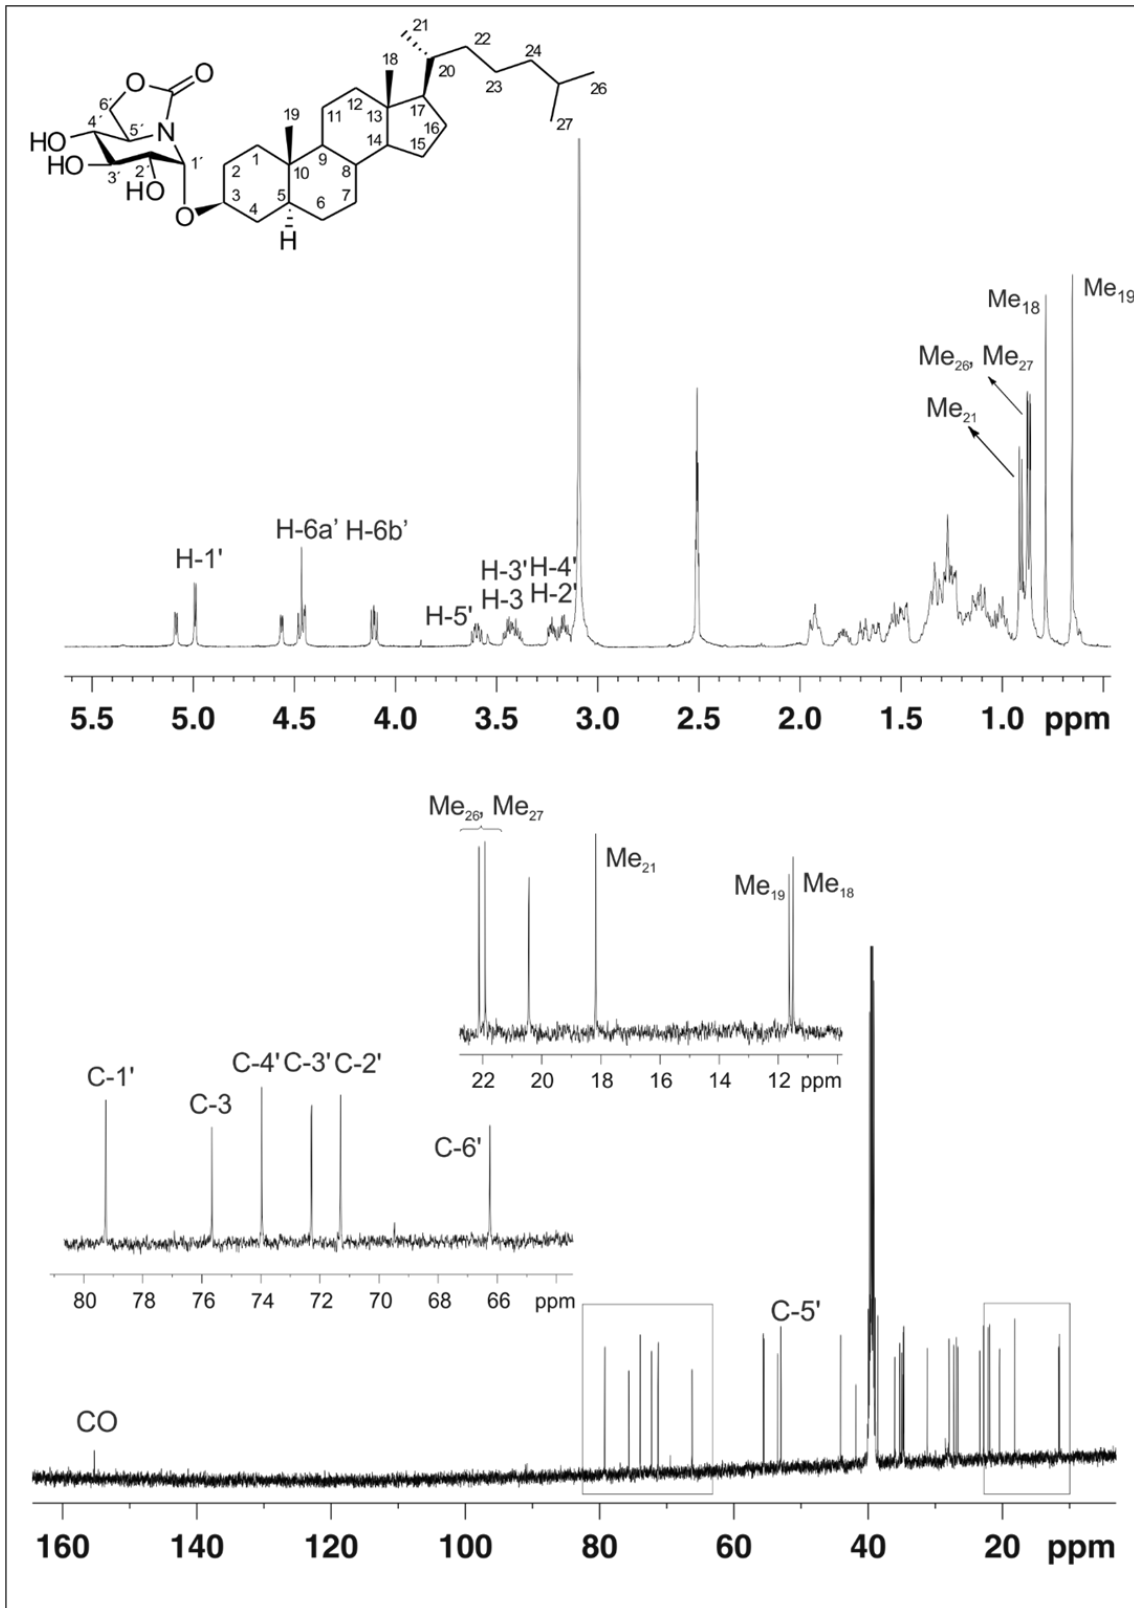 21
22
24
18
20
23
26
12
17
11
13
27
19
16
14
15
1
9
2
10
8
3
5
7
4
6
H
O
O
6´
4´
5´
N
HO
HO
3´
2´
1´
HO
O
Me19
Me18
Me26, Me27
Me21
H-6a’
H-1'
H-6b’
H-3' H-4'
H-5' H-3 H-2'
5.5 5.0 4.5 4.0 3.5 3.0 2.5 2.0 1.5 1.0 ppm
Me26, Me27
Me21
Me19 Me18
22 20 18 16 14 12 ppm
C-1' C-4' C-3' C-2'
C-3
C-6'
80 78 76 74 72 70 68 66 ppm
C-5'
CO
160 140 120 100 80 60 40 20 ppm